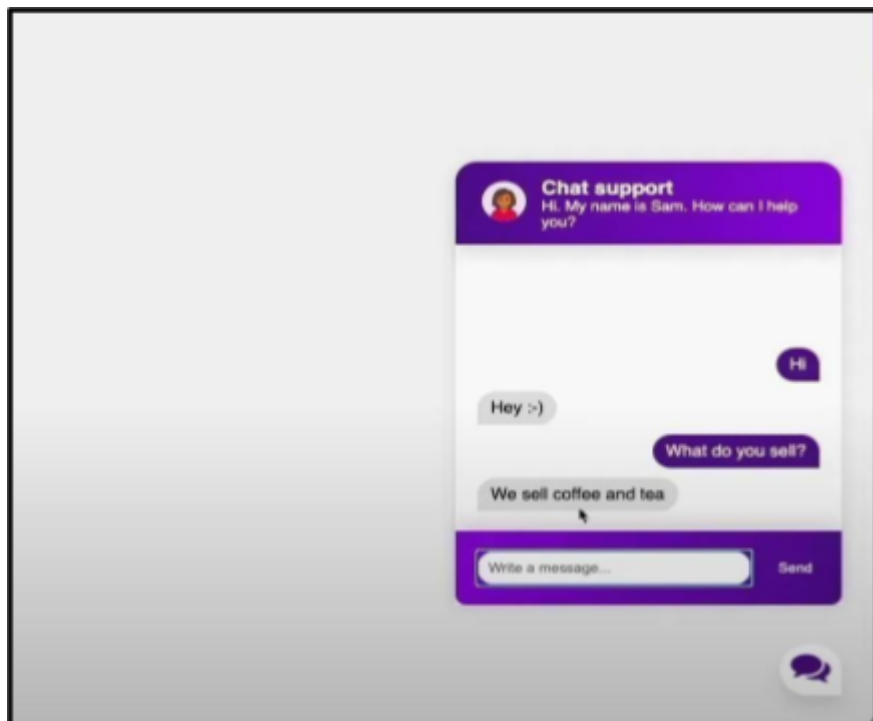 Chat support
Hi. My name is Sam. How can I help
you?
Hi
Hey :-)
What do you sell?
We sell coffee and tea
Write a message...
Send